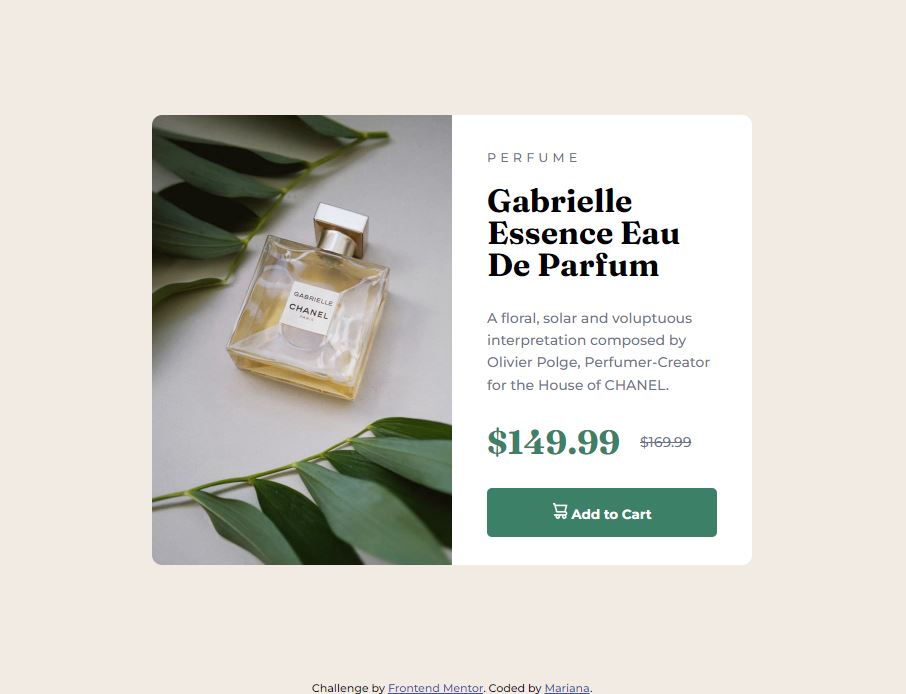 PERFUME
Gabrielle
Essence Eau
De Parfum
A floral, solar and voluptuous
interpretation composed by
Olivier Polge, Perfumer-Creator
for the House of CHANEL.
$149.99 $169.99
Add to Cart
GABRIELLE
CHANEL
PARIS
Challenge by Frontend Mentor. Coded by Mariana.